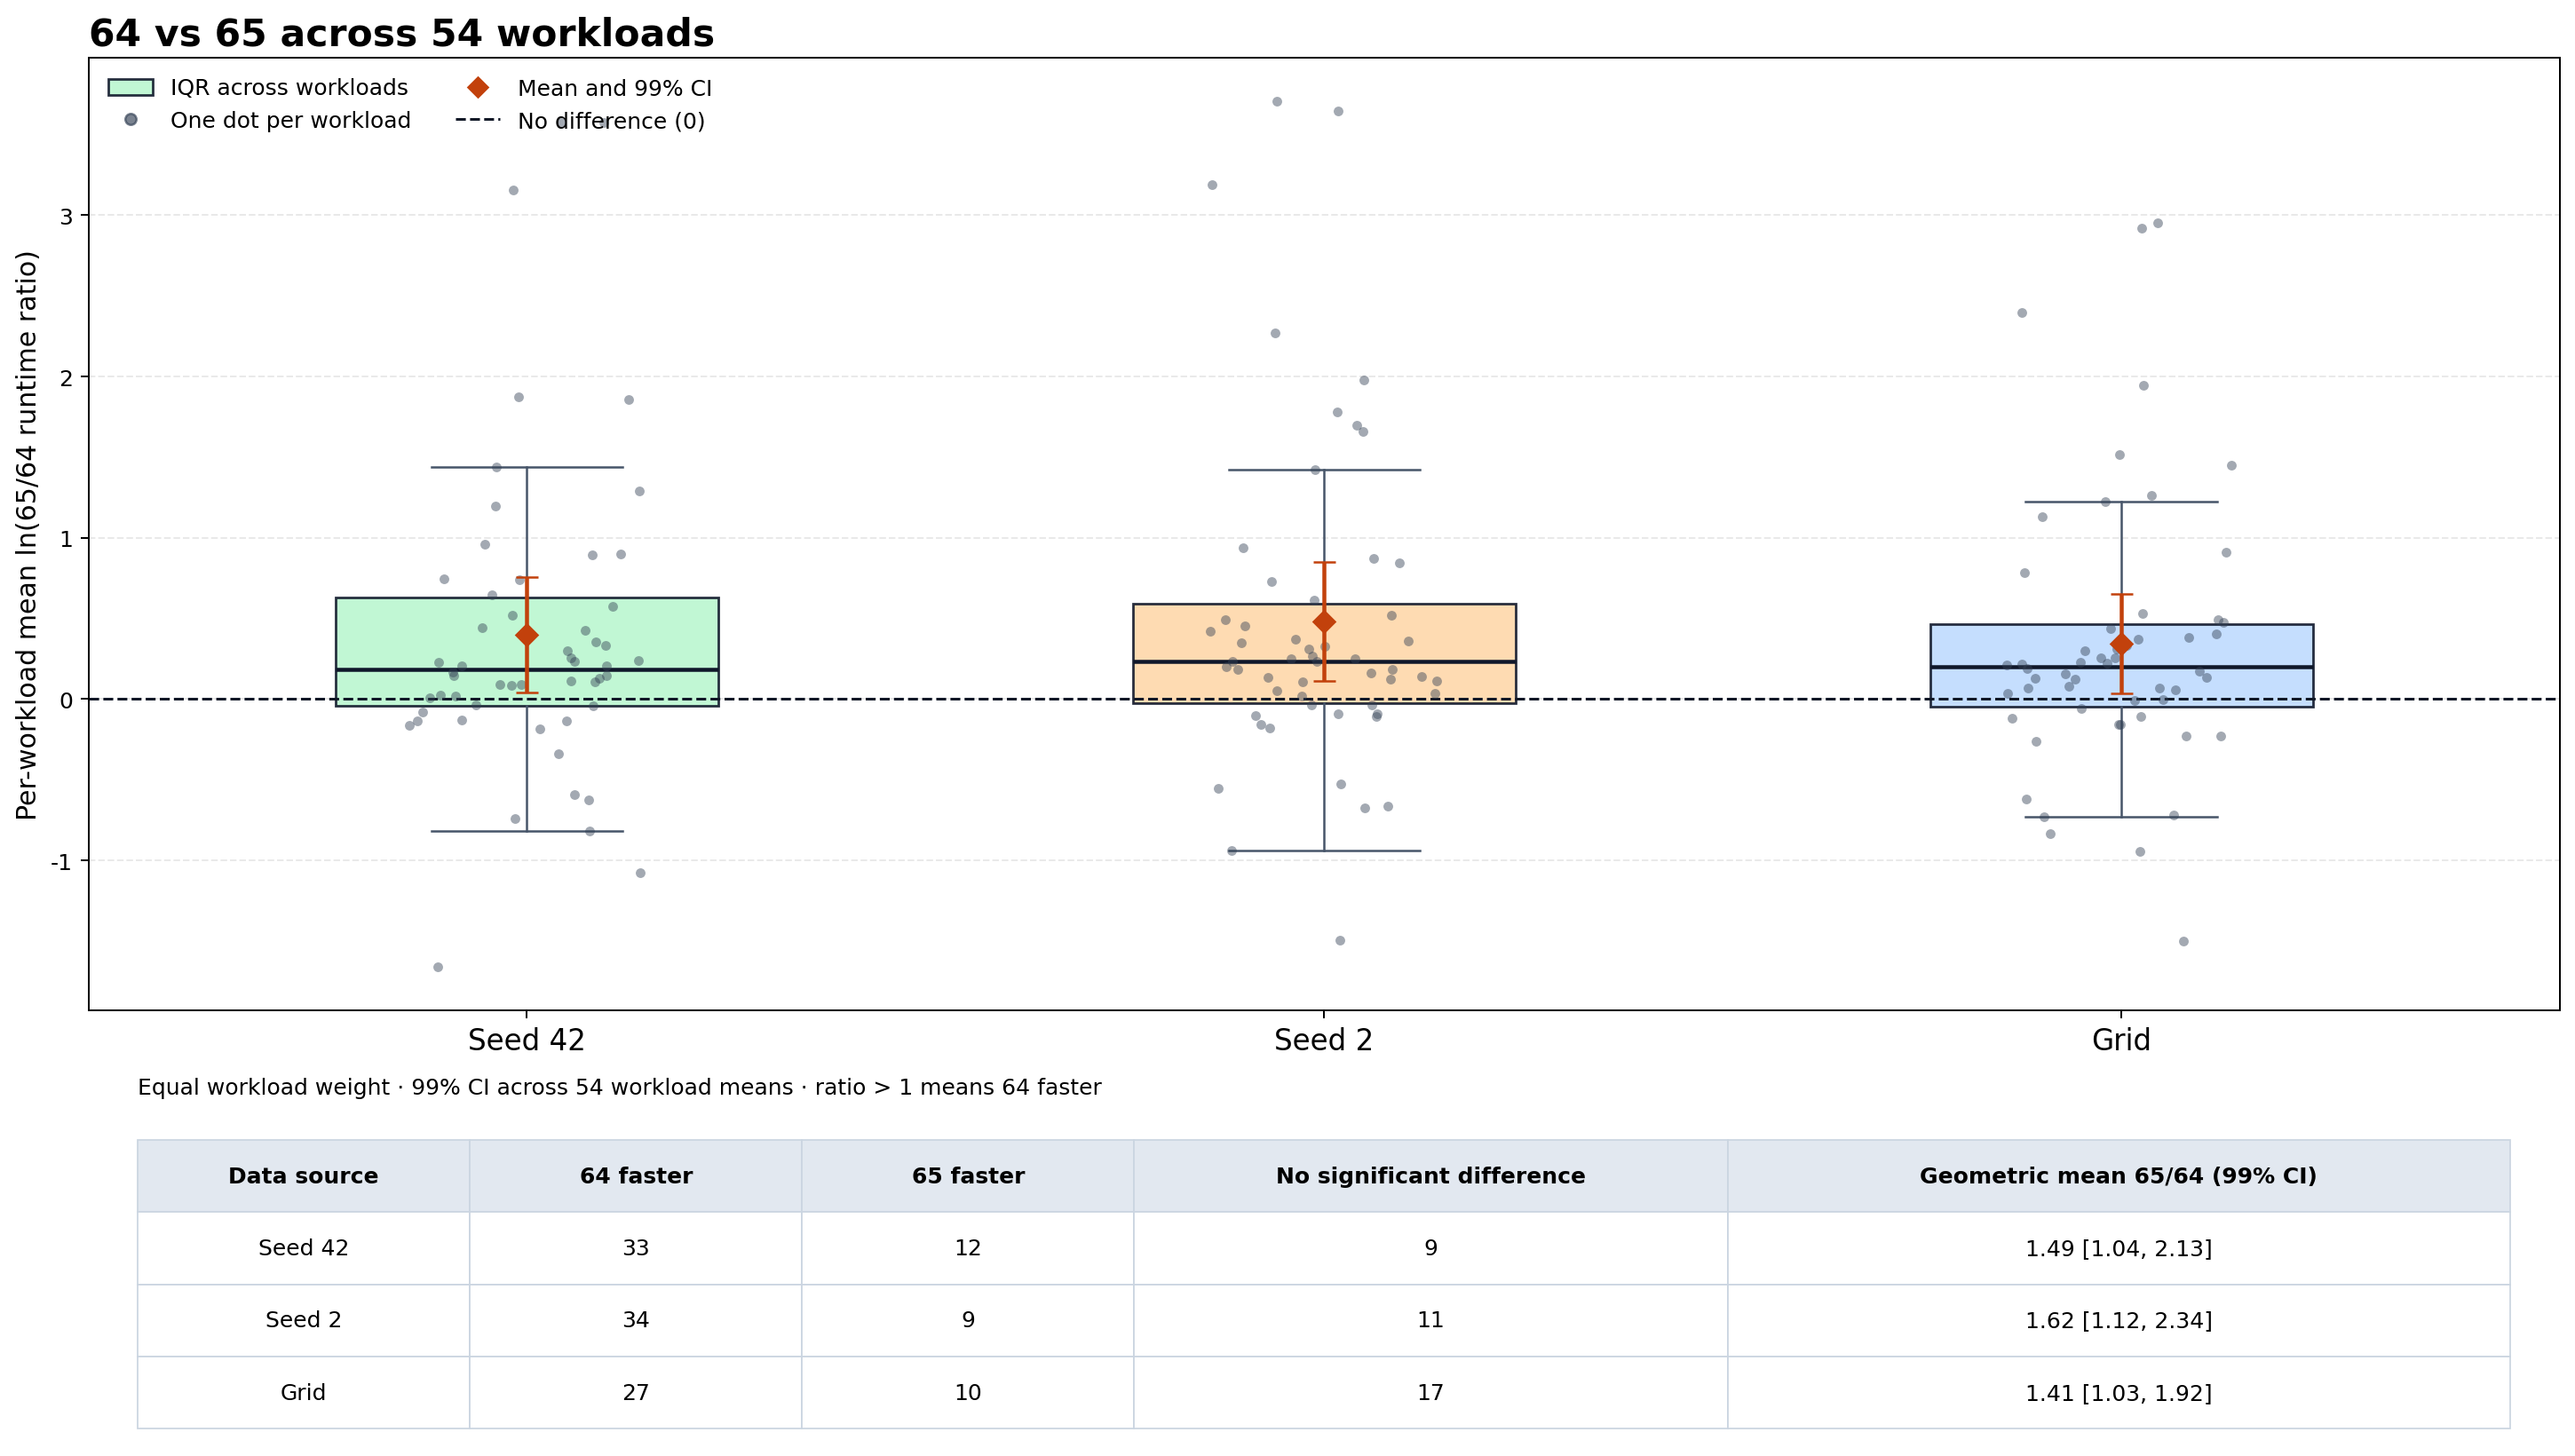 64 vs 65 across 54 workloads
IQR across workloads
One dot per workload
Mean and 99% CI
No difference (0)
Per-workload mean ln(65/64 runtime ratio)
3
2
1
0
-1
Seed 42
Seed 2
Grid
Equal workload weight · 99% CI across 54 workload means · ratio > 1 means 64 faster
Data source 64 faster 65 faster No significant difference Geometric mean 65/64 (99% CI)
Seed 42 33 12 9 1.49 [1.04, 2.13]
Seed 2 34 9 11 1.62 [1.12, 2.34]
Grid 27 10 17 1.41 [1.03, 1.92]